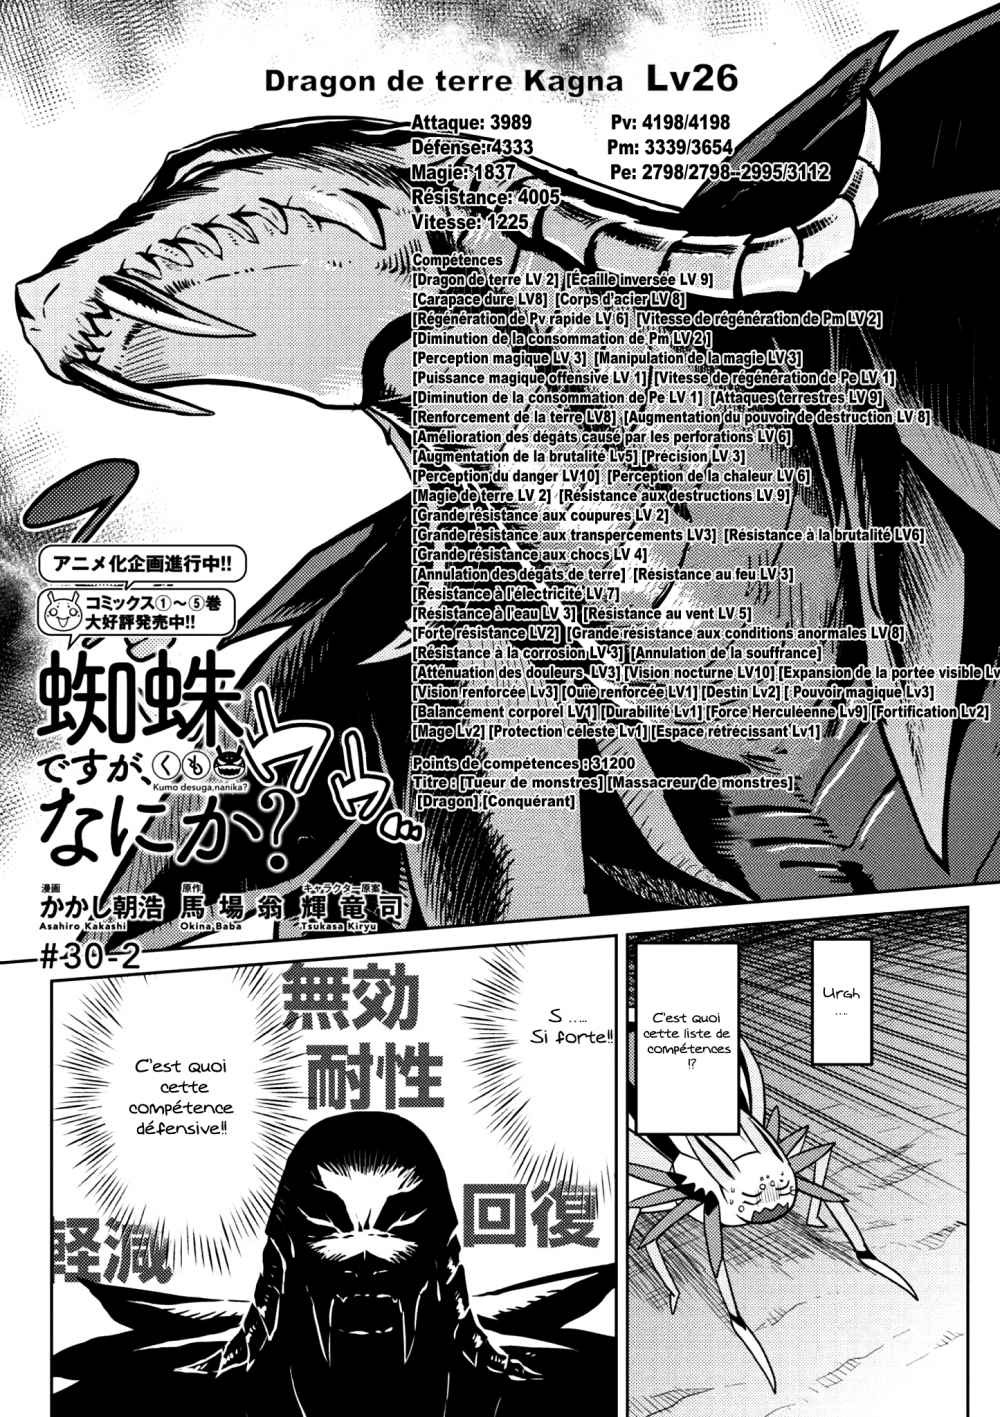 Dragon de terre Kagna Lv26
Attaque: 3989 Pv: 4198/4198
Défense: 4333 Pm: 3339/3654
Magie: 1837 Pe: 2798/2798–2995/3112
Résistance: 4005
Vitesse: 1225
Compétences
[Dragon de terre LV 2] [Écaille inversée LV 9]
[Carapace dure LV8] [Corps d'acier LV 8]
[Régénération de Pv rapide LV 6] [Vitesse de régénération de Pm LV 2]
[Diminution de la consommation de Pm LV 2]
[Perception magique LV 3] [Manipulation de la magie LV 3]
[Puissance magique offensive LV 1] [Vitesse de régénération de Pe LV 1]
[Diminution de la consommation de Pe LV 1] [Attaques terrestres LV 9]
[Renforcement de la terre LV8] [Augmentation du pouvoir de destruction LV 8]
[Amélioration des dégâts causé par les perforations LV 6]
[Augmentation de la brutalité Lv5] [Précision LV 3]
[Perception du danger LV10] [Perception de la chaleur LV 6]
[Magie de terre LV 2] [Résistance aux destructions LV 9]
[Grande résistance aux coupures LV 2]
[Grande résistance aux transpercements LV3] [Résistance à la brutalité LV6]
[Grande résistance aux chocs LV 4]
[Annulation des dégâts de terre] [Résistance au feu LV 3]
[Résistance à l'électricité LV 7]
[Résistance à l'eau LV 3] [Résistance au vent LV 5]
[Forte résistance LV2] [Grande résistance aux conditions anormales LV 8]
[Résistance à la corrosion LV 3] [Annulation de la souffrance]
[Atténuation des douleurs LV3] [Vision nocturne LV10] [Expansion de la portée visible Lv
[Vision renforcée Lv3] [Ouïe renforcée LV1] [Destin Lv2] [ Pouvoir magique Lv3]
[Balancement corporel LV1] [Durabilité Lv1] [Force Herculéenne Lv9] [Fortification Lv2]
[Mage Lv2] [Protection céleste Lv1] [Espace rétrecissant Lv1]
Points de compétences : 31200
Titre : [Tueur de monstres] [Massacreur de monstres]
[Dragon] [Conquérant]
アニメ化企画進行中!!
コミックス①～⑤巻
大好評発売中!!
蜘蛛
ですが、くも
Kumo desuga,nanika?
なにか?
ワワ
ドド
漫画 原作 キャラクター原案
かかし朝浩 馬場翁 輝竜司
Asahiro Kakashi Okina Baba Tsukasa Kiryu
#30-2
Urgh
....
C'est quoi
cette liste de
compétences
!?
S .....
Si forte!!
C'est quoi
cette
compétence
défensive!!
無効
耐性
回復
軽減